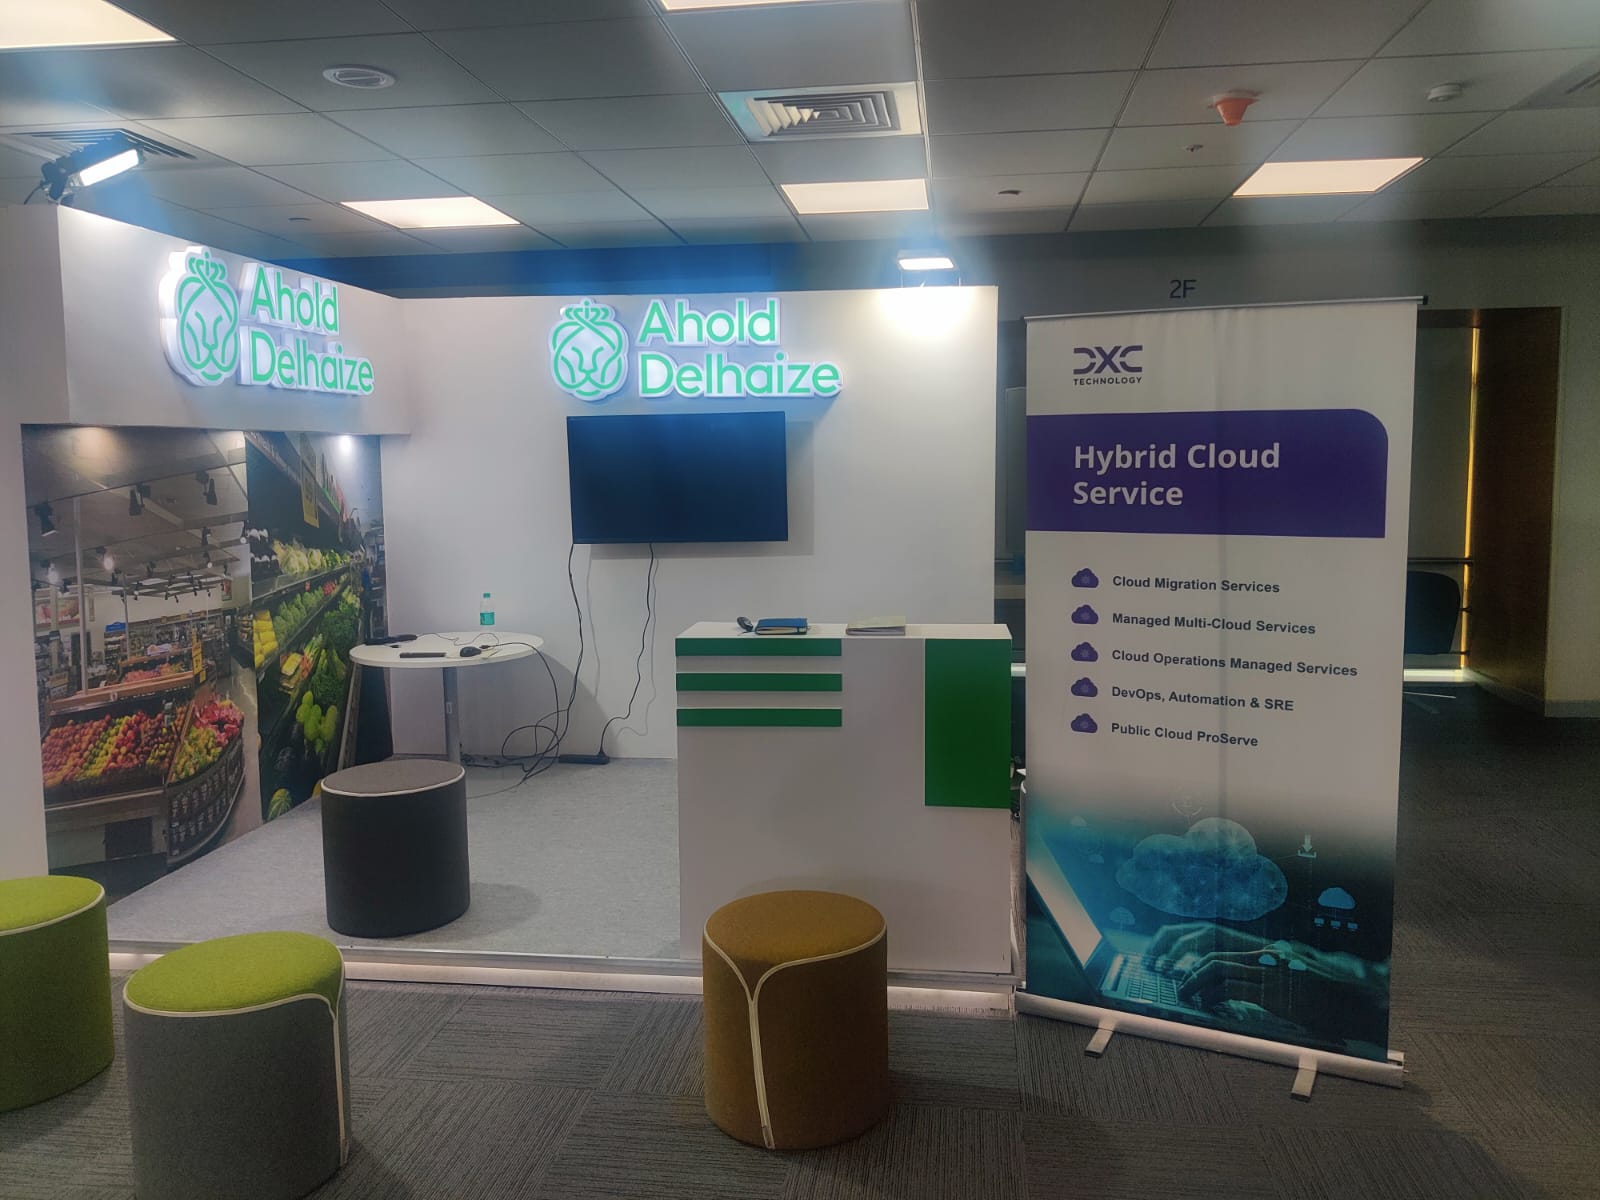 Ahold
Delhaize
Ahold
Delhaize
2F
DXC
TECHNOLOGY
Hybrid Cloud
Service
Cloud Migration Services
Managed Multi-Cloud Services
Cloud Operations Managed Services
DevOps, Automation & SRE
Public Cloud ProServe